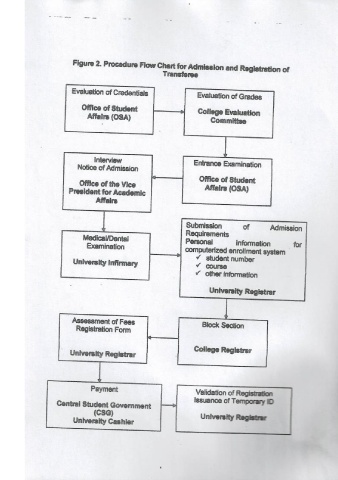 Figure 2. Procedure Flow Chart for Admission and Registration of
Transferee
Evaluation of Credentials
Office of Student
Affairs (OSA)
Evaluation of Grades
College Evaluation
Committee
Entrance Examination
Office of Student
Affairs (OSA)
Interview
Notice of Admission
Office of the Vice
President for Academic
Affairs
Medical/Dental
Examination
University Infirmary
Submission of Admission
Requirements
Personal Information for
computerized enrollment system
✓ student number
✓ course
✓ other information
University Registrar
Block Section
College Registrar
Assessment of Fees
Registration Form
University Registrar
Payment
Central Student Government
(CSG)
University Cashier
Validation of Registration
Issuance of Temporary ID
University Registrar